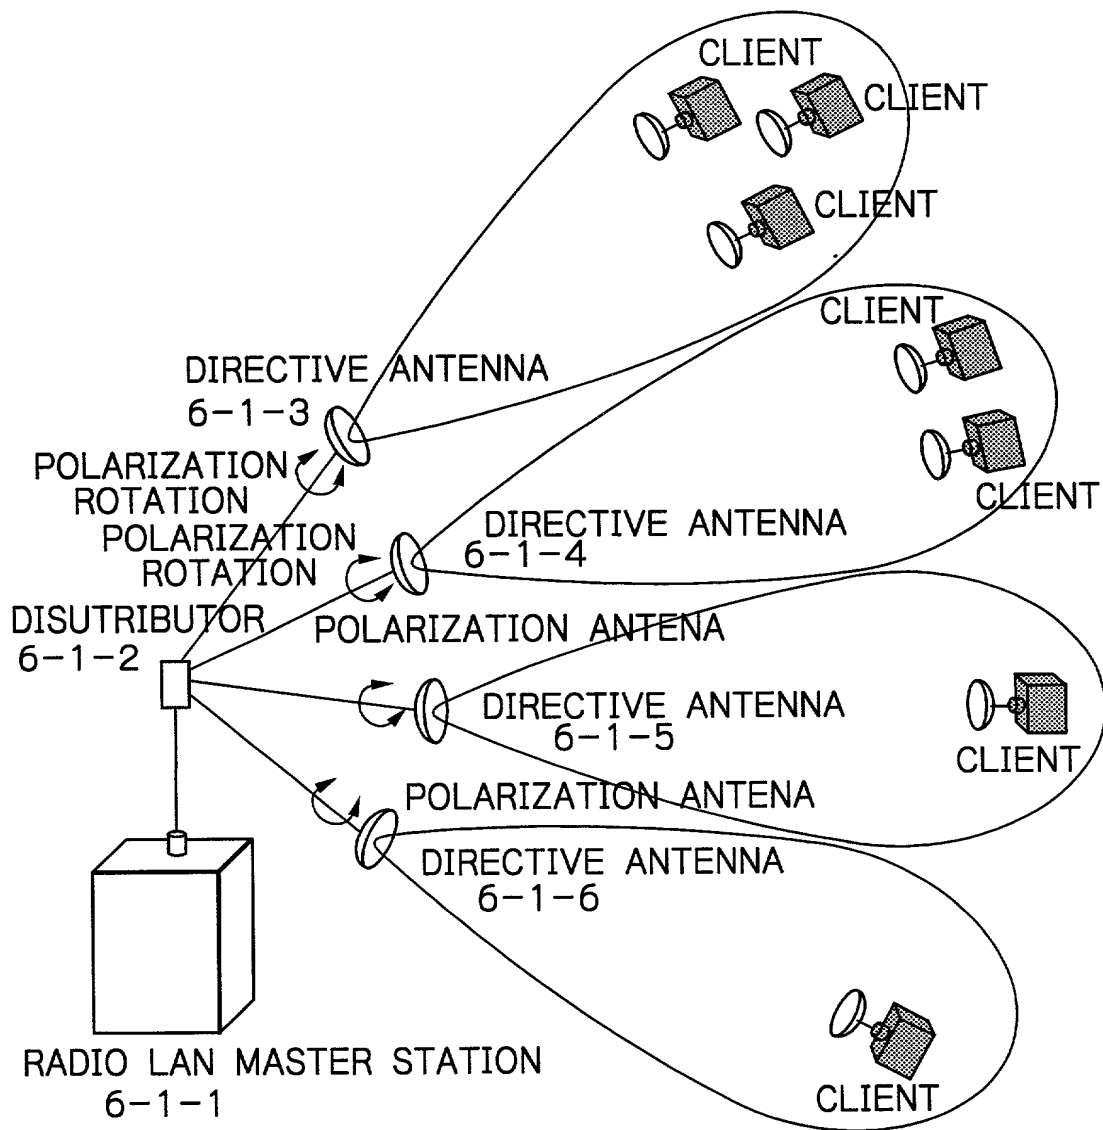 CLIENT
CLIENT
CLIENT
CLIENT
DIRECTIVE ANTENNA
6-1-3
POLARIZATION
ROTATION
CLIENT
POLARIZATION
ROTATION
DIRECTIVE ANTENNA
6-1-4
DISUTRIBUTOR
6-1-2
POLARIZATION ANTENA
DIRECTIVE ANTENNA
6-1-5
CLIENT
POLARIZATION ANTENA
DIRECTIVE ANTENNA
6-1-6
RADIO LAN MASTER STATION
6-1-1
CLIENT